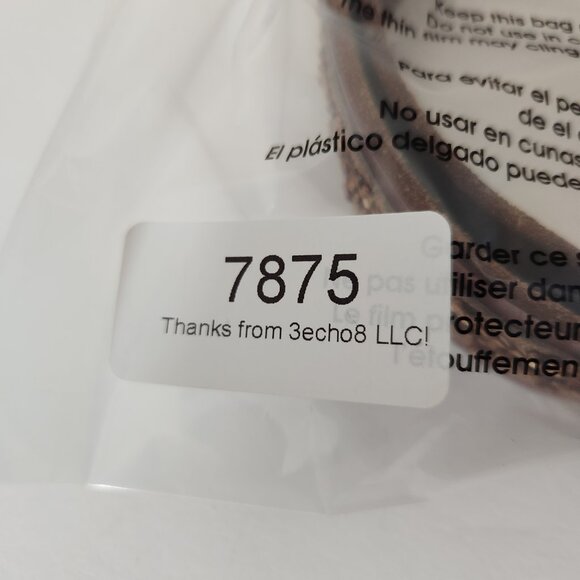 Keep this bag
Do not use in c
The thin film may cling
Para evitar el pe
de el
No usar en cunas
El plástico delgado puede
Garder ce s
Ne pas utiliser dan
Le film protecteur
l'étouffemen
7875
Thanks from 3echo8 LLC!